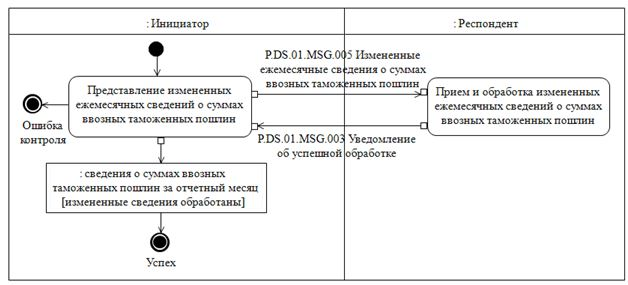 : Инициатор
: Респондент
P.DS.01.MSG.005 Измененные
ежемесячные сведения о суммах
ввозных таможенных пошлин
Представление измененных
ежемесячных сведений о суммах
ввозных таможенных пошлин
Прием и обработка измененных
ежемесячных сведений о суммах
ввозных таможенных пошлин
Ошибка
контроля
P.DS.01.MSG.003 Уведомление
об успешной обработке
: сведения о суммах ввозных
таможенных пошлин за отчетный месяц
[измененные сведения обработаны]
Успех